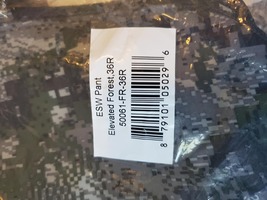 ESW Pant
Elevated Forest,36R
50061-FR-36R
8 79101 05029 6